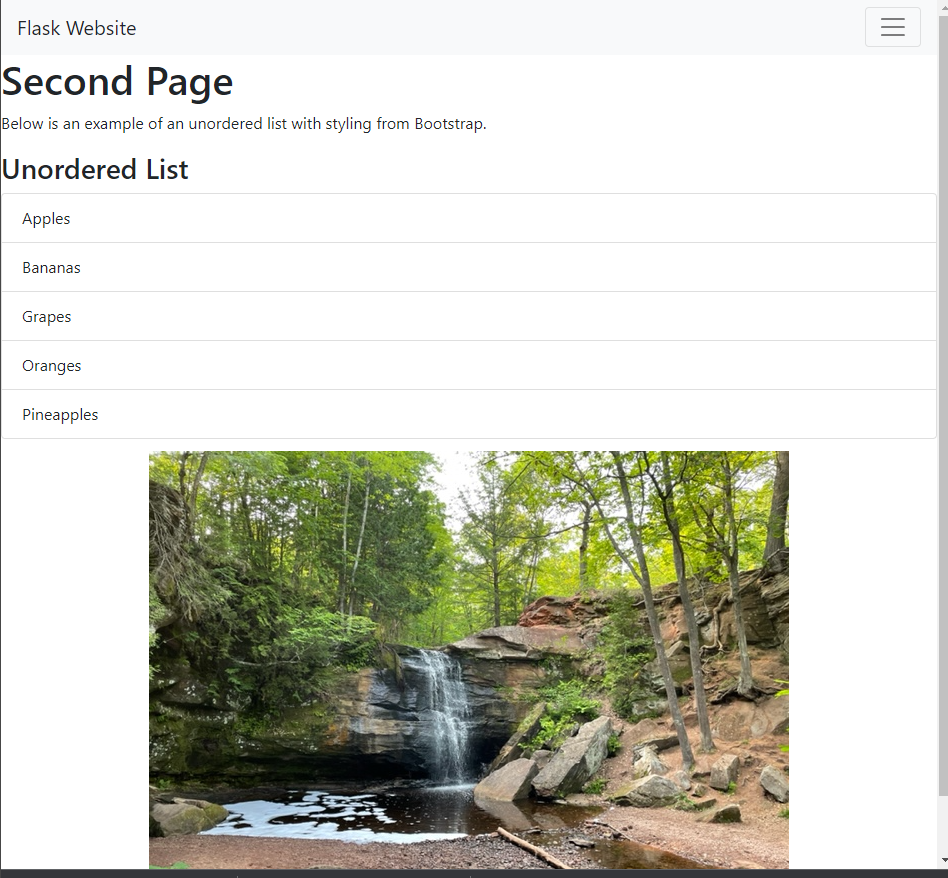 Flask Website
Second Page
Below is an example of an unordered list with styling from Bootstrap.
Unordered List
Apples
Bananas
Grapes
Oranges
Pineapples